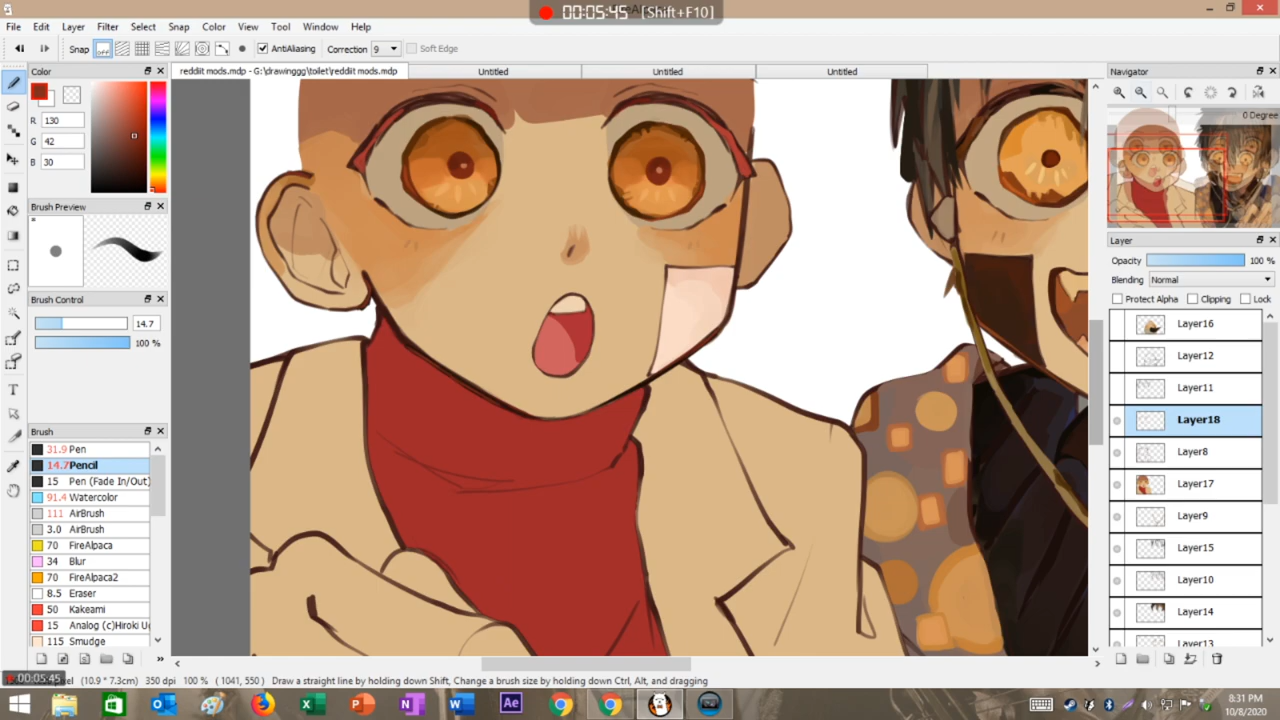 00:05:45 [Shift+F10]
File Edit Layer Filter Select Snap Color View Tool Window Help
Snap off AntiAliasing Correction 9 Soft Edge
Color
R 130
G 42
B 30
Brush Preview
Brush Control
14.7
100 %
Brush
31.9 Pen
14.7 Pencil
15 Pen (Fade In/Out)
91.4 Watercolor
111 AirBrush
3.0 AirBrush
70 FireAlpaca
34 Blur
70 FireAlpaca2
8.5 Eraser
50 Kakeami
15 Analog (c)Hiroki U
115 Smudge
reddiit mods.mdp - G:\drawinggg\toilet\reddiit mods.mdp Untitled Untitled Untitled
Navigator
0 Degree
Layer
Opacity 100 %
Blending Normal
Protect Alpha Clipping Lock
Layer16
Layer12
Layer11
Layer18
Layer8
Layer17
Layer9
Layer15
Layer10
Layer14
Layer13
00:05:45 (10.9 * 7.3cm) 350 dpi 100 % ( 1041, 550 ) Draw a straight line by holding down Shift, Change a brush size by holding down Ctrl, Alt, and dragging
8:31 PM
10/8/2020